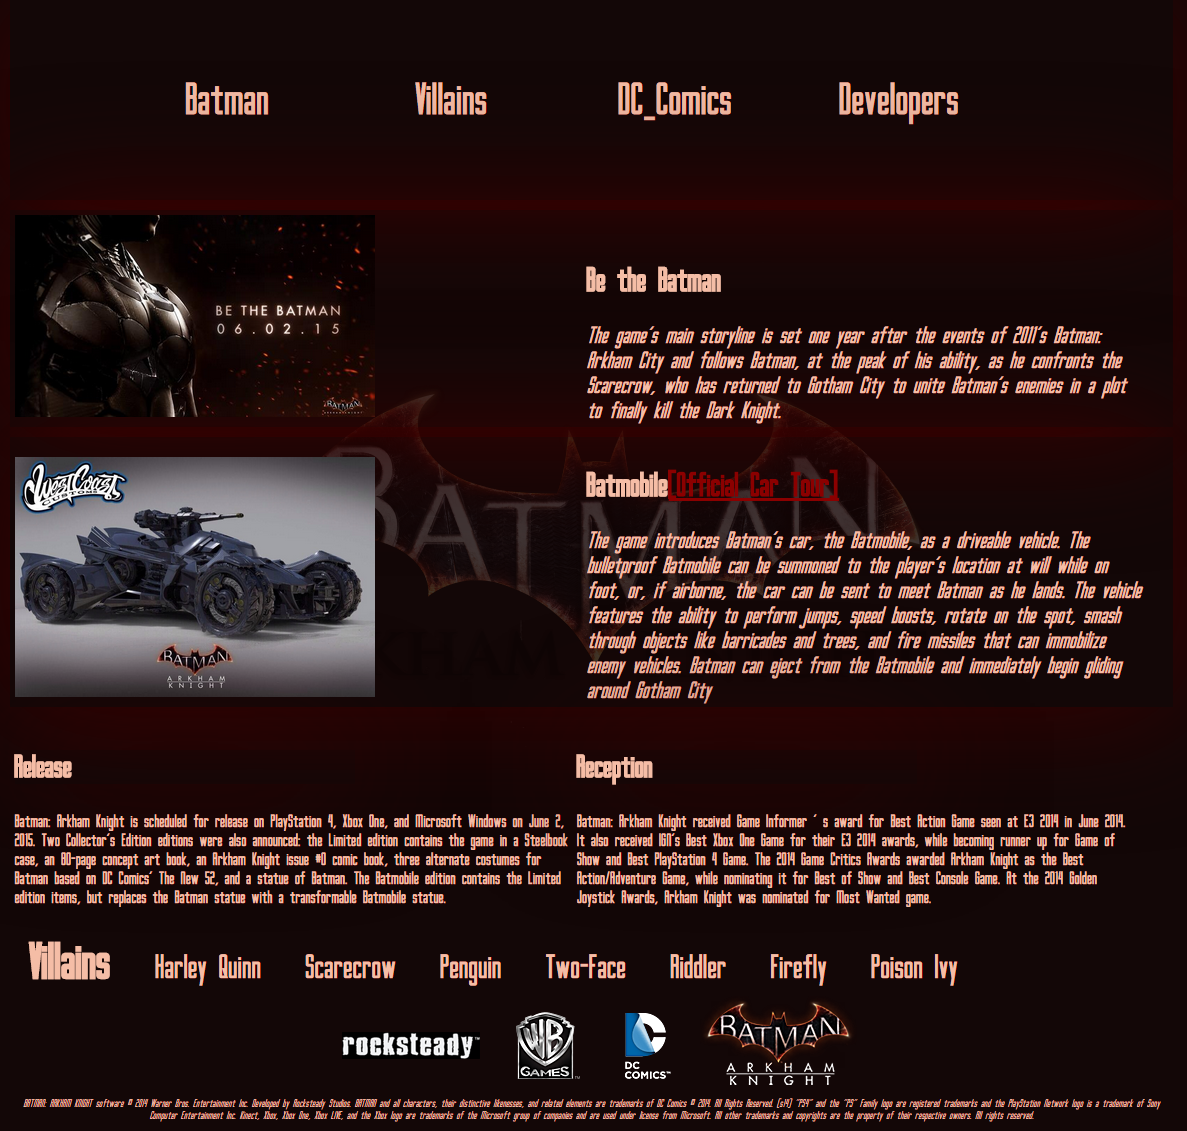 Batman Villains DC_Comics Developers
BE THE BATMAN
06.02.15
BATMAN
Be the Batman
The game's main storyline is set one year after the events of 2011's Batman:
Arkham City and follows Batman, at the peak of his ability, as he confronts the
Scarecrow, who has returned to Gotham City to unite Batman's enemies in a plot
to finally kill the Dark Knight.
BATMAN
West Coast
CUSTOMS
BATMAN
ARKHAM
KNIGHT
Batmobile[Official Car Tour]
The game introduces Batman's car, the Batmobile, as a driveable vehicle. The
bulletproof Batmobile can be summoned to the player's location at will while on
foot, or, if airborne, the car can be sent to meet Batman as he lands. The vehicle
features the ability to perform jumps, speed boosts, rotate on the spot, smash
through objects like barricades and trees, and fire missiles that can immobilize
enemy vehicles. Batman can eject from the Batmobile and immediately begin gliding
around Gotham City
Release
Batman: Arkham Knight is scheduled for release on PlayStation 4, Xbox One, and Microsoft Windows on June 2,
2015. Two Collector's Edition editions were also announced: the Limited edition contains the game in a Steelbook
case, an 80-page concept art book, an Arkham Knight issue #0 comic book, three alternate costumes for
Batman based on DC Comics' The New 52, and a statue of Batman. The Batmobile edition contains the Limited
edition items, but replaces the Batman statue with a transformable Batmobile statue.
Reception
Batman: Arkham Knight received Game Informer ' s award for Best Action Game seen at E3 2014 in June 2014.
It also received IGN's Best Xbox One Game for their E3 2014 awards, while becoming runner up for Game of
Show and Best PlayStation 4 Game. The 2014 Game Critics Awards awarded Arkham Knight as the Best
Action/Adventure Game, while nominating it for Best of Show and Best Console Game. At the 2014 Golden
Joystick Awards, Arkham Knight was nominated for Most Wanted game.
Villains Harley Quinn Scarecrow Penguin Two-Face Riddler Firefly Poison Ivy
rocksteady™
WB
GAMES™
DC
COMICS™
BATMAN
ARKHAM
KNIGHT
BATMAN: ARKHAM KNIGHT software © 2014 Warner Bros. Entertainment Inc. Developed by Rocksteady Studios. BATMAN and all characters, their distinctive likenesses, and related elements are trademarks of DC Comics © 2014. All Rights Reserved. (s14) "PS4" and the "PS" Family logo are registered trademarks and the PlayStation Network logo is a trademark of Sony
Computer Entertainment Inc. Kinect, Xbox, Xbox One, Xbox LIVE, and the Xbox logo are trademarks of the Microsoft group of companies and are used under license from Microsoft. All other trademarks and copyrights are the property of their respective owners. All rights reserved.